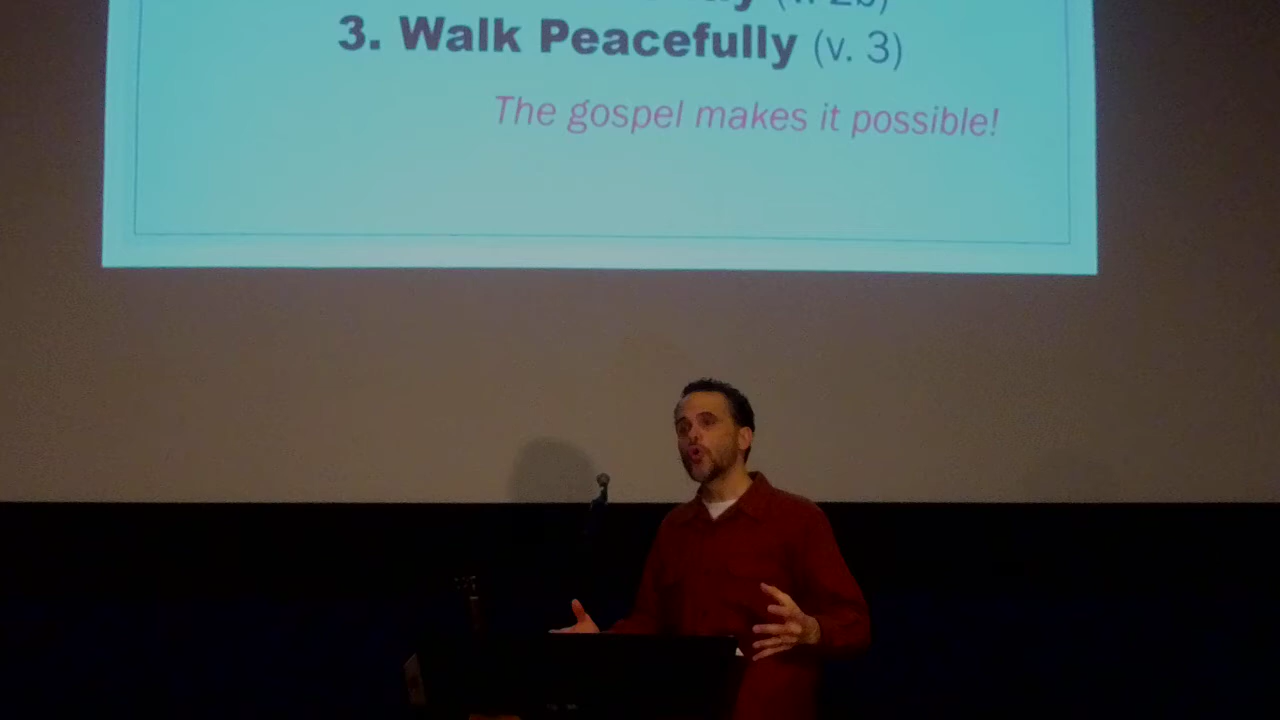 3. Walk Peacefully (v. 3)
The gospel makes it possible!